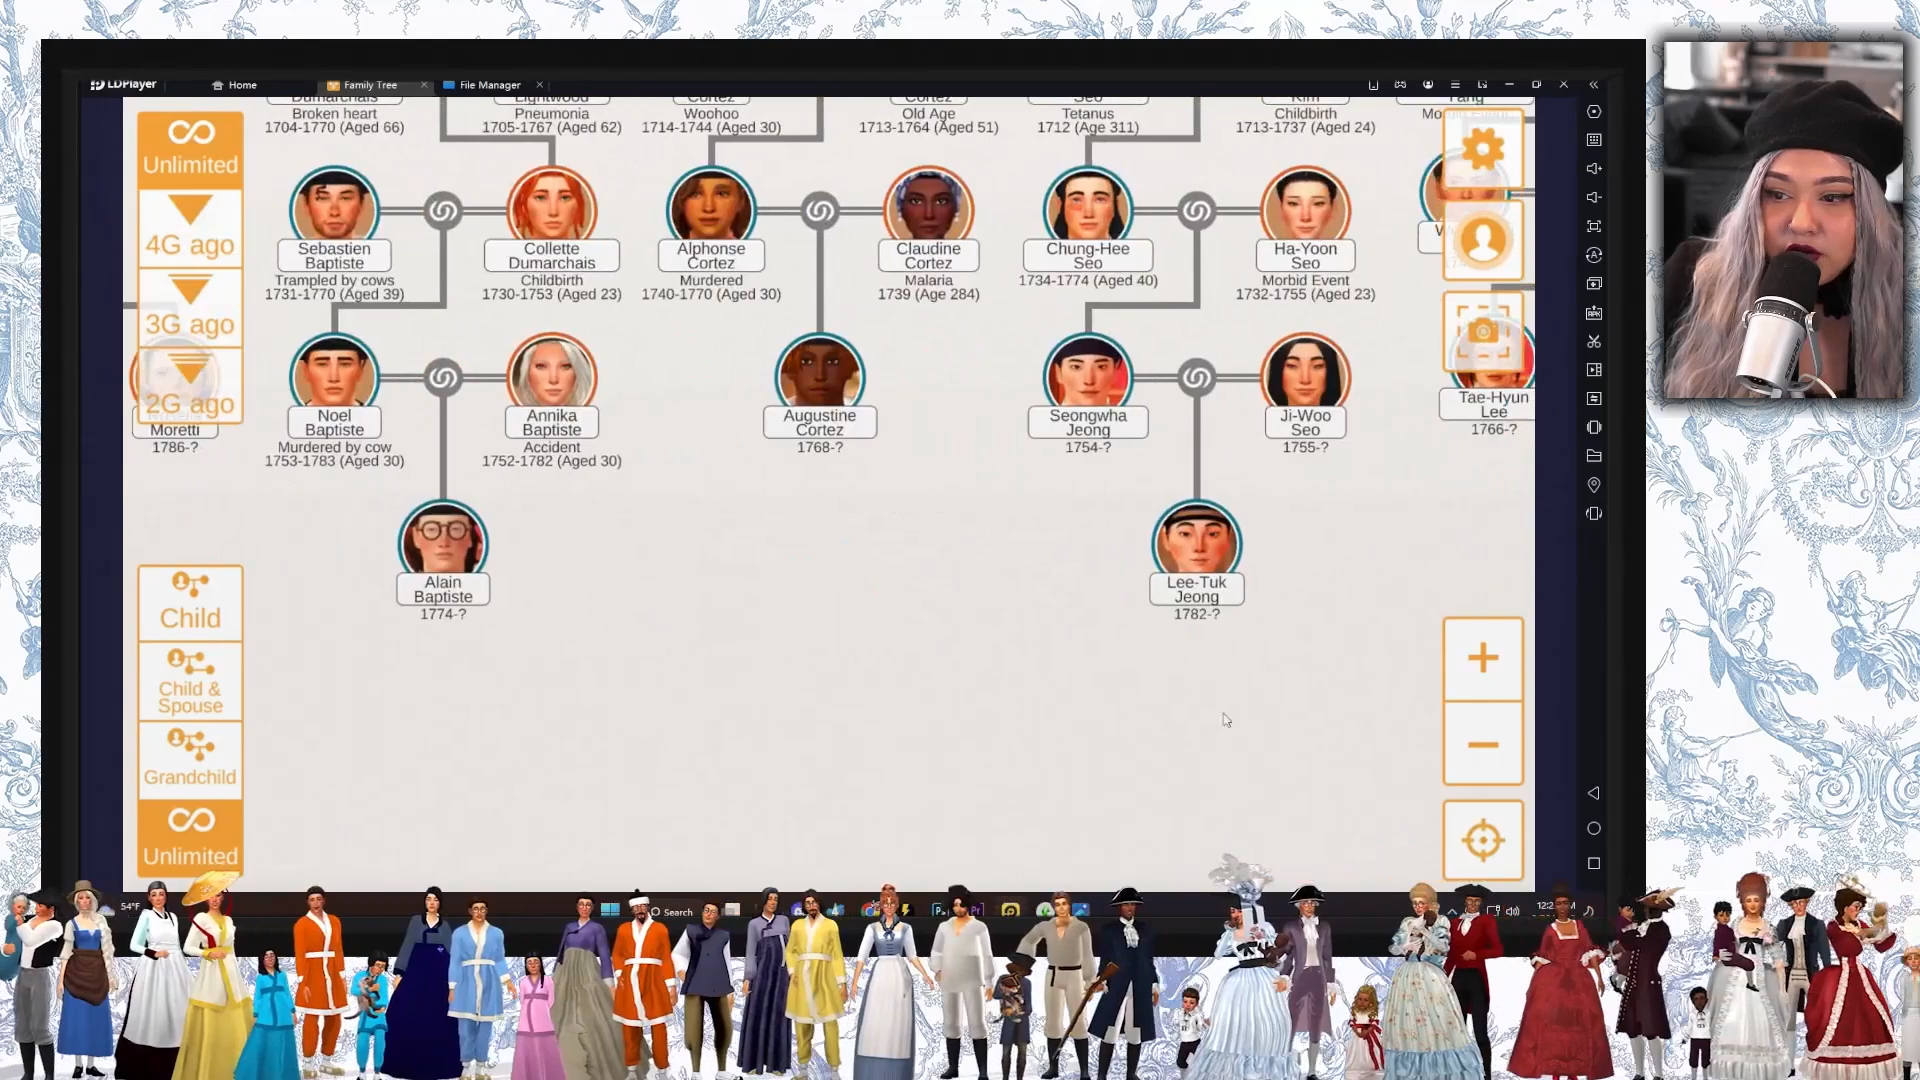 LDPlayer
Home
Family Tree
File Manager
Dumarchais
Lightwood
Cortez
Cortez
Seo
Kim
Broken heart
Pneumonia
Woohoo
Old Age
Tetanus
Childbirth
1704-1770 (Aged 66)
1705-1767 (Aged 62)
1714-1744 (Aged 30)
1713-1764 (Aged 51)
1712 (Age 311)
1713-1737 (Aged 24)
Unlimited
4G ago
3G ago
2G ago
Sebastien
Baptiste
Trampled by cows
1731-1770 (Aged 39)
Collette
Dumarchais
Childbirth
1730-1753 (Aged 23)
Alphonse
Cortez
Murdered
1740-1770 (Aged 30)
Claudine
Cortez
Malaria
1739 (Age 284)
Chung-Hee
Seo
1734-1774 (Aged 40)
Ha-Yoon
Seo
Morbid Event
1732-1755 (Aged 23)
Moretti
1786-?
Noel
Baptiste
Murdered by cow
1753-1783 (Aged 30)
Annika
Baptiste
Accident
1752-1782 (Aged 30)
Augustine
Cortez
1768-?
Seongwha
Jeong
1754-?
Ji-Woo
Seo
1755-?
Tae-Hyun
Lee
1766-?
Alain
Baptiste
1774-?
Lee-Tuk
Jeong
1782-?
Child
Child &
Spouse
Grandchild
Unlimited
54°F
Search